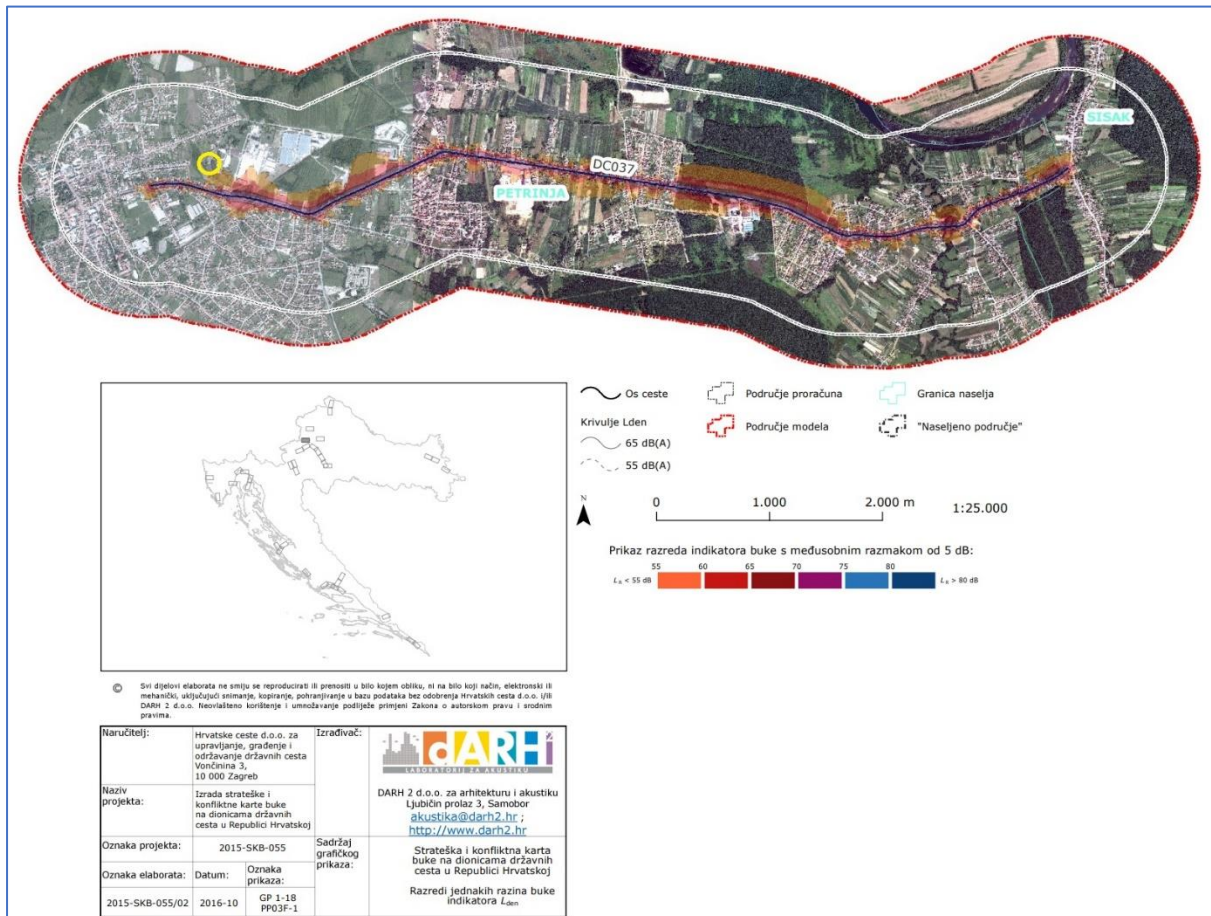 SISAK
DC037
PETRINJA
Os ceste
Krivulje Lden
65 dB(A)
55 dB(A)
Područje proračuna
Područje modela
Granica naselja
"Naseljeno područje"
N
0 1.000 2.000 m
1:25.000
Prikaz razreda indikatora buke s međusobnim razmakom od 5 dB:
55 60 65 70 75 80
LR < 55 dB
LR > 80 dB
© Svi dijelovi elaborata ne smiju se reproducirati ili prenositi u bilo kojem obliku, ni na bilo koji način, elektronski ili
mehanički, uključujući snimanje, kopiranje, pohranjivanje u bazu podataka bez odobrenja Hrvatskih cesta d.o.o. i/ili
DARH 2 d.o.o. Neovlašteno korištenje i umnožavanje podliježe primjeni Zakona o autorskom pravu i srodnim
pravima.
Naručitelj:
Hrvatske ceste d.o.o. za
upravljanje, građenje i
održavanje državnih cesta
Vončinina 3,
10 000 Zagreb
Izrađivač:
dARHi2
LABORATORIJ ZA AKUSTIKU
DARH 2 d.o.o. za arhitekturu i akustiku
Ljubičin prolaz 3, Samobor
akustika@darh2.hr ;
http://www.darh2.hr
Naziv
projekta:
Izrada strateške i
konfliktne karte buke
na dionicama državnih
cesta u Republici Hrvatskoj
Oznaka projekta:
2015-SKB-055
Sadržaj
grafičkog
prikaza:
Strateška i konfliktna karta
buke na dionicama državnih
cesta u Republici Hrvatskoj
Razredi jednakih razina buke
indikatora Lden
Oznaka elaborata:
Datum:
Oznaka
prikaza:
2015-SKB-055/02
2016-10
GP 1-18
PP03F-1